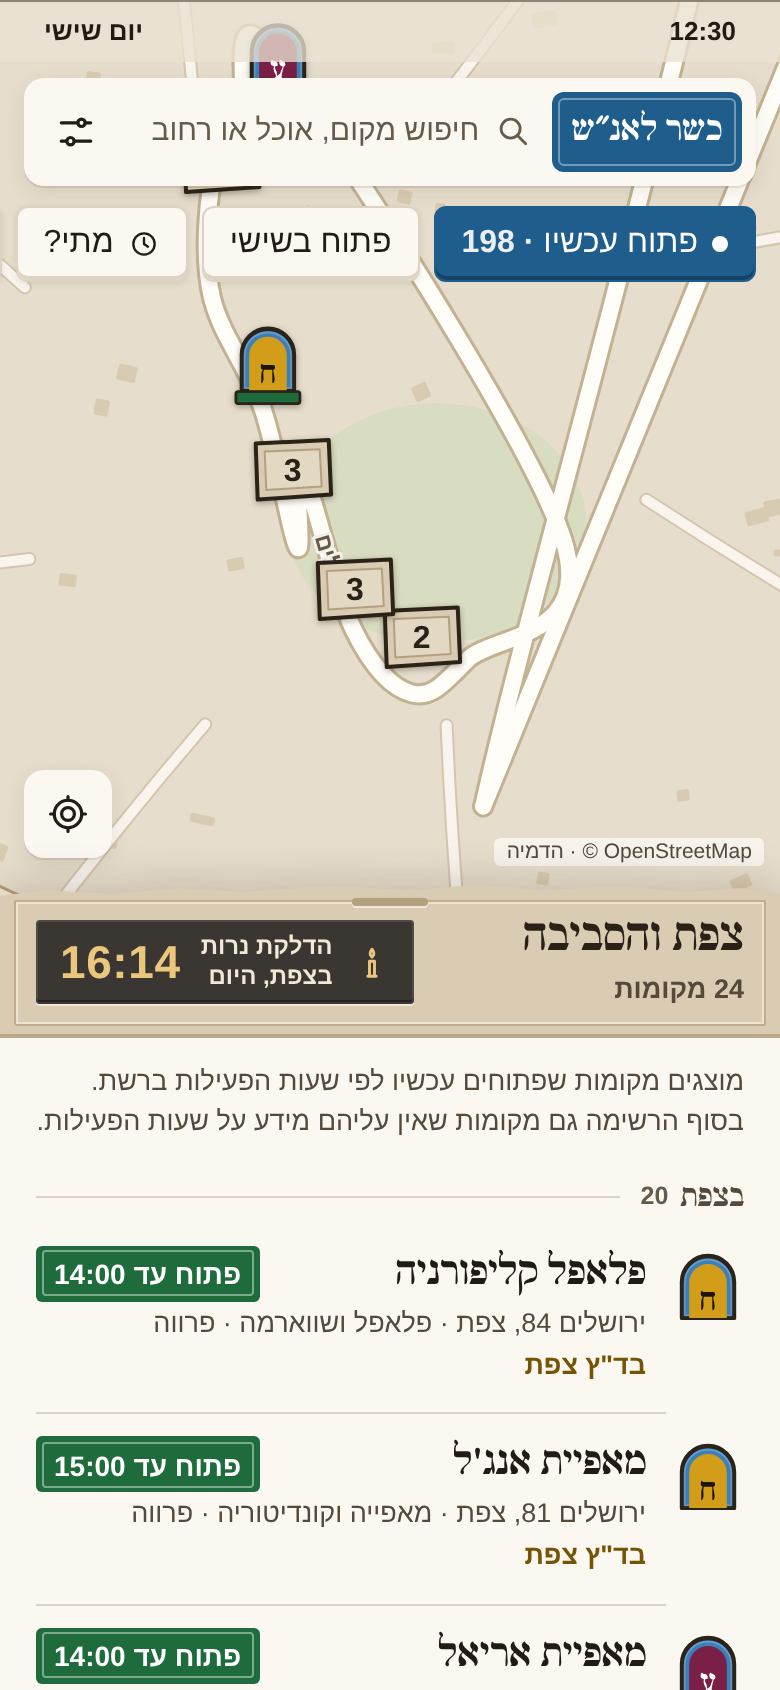 12:30
יום שישי
ע
כשר לאנ״ש
חיפוש מקום, אוכל או רחוב
פתוח עכשיו · 198
פתוח בשישי
מתי?
ח
3
3
2
הדמיה · © OpenStreetMap
צפת והסביבה
24 מקומות
הדלקת נרות
בצפת, היום
16:14
מוצגים מקומות שפתוחים עכשיו לפי שעות הפעילות ברשת.
בסוף הרשימה גם מקומות שאין עליהם מידע על שעות הפעילות.
בצפת 20
ח
פלאפל קליפורניה
פתוח עד 14:00
ירושלים 84, צפת · פלאפל ושווארמה · פרווה
בד"ץ צפת
ח
מאפיית אנג'ל
פתוח עד 15:00
ירושלים 81, צפת · מאפייה וקונדיטוריה · פרווה
בד"ץ צפת
ע
מאפיית אריאל
פתוח עד 14:00